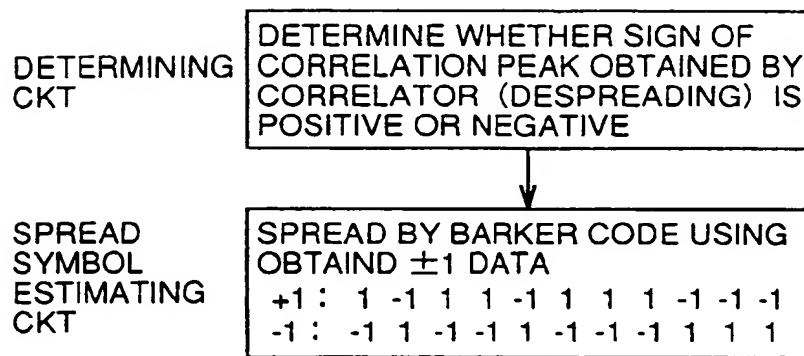 DETERMINING
CKT
DETERMINE WHETHER SIGN OF
CORRELATION PEAK OBTAINED BY
CORRELATOR (DESPREADING) IS
POSITIVE OR NEGATIVE
SPREAD
SYMBOL
ESTIMATING
CKT
SPREAD BY BARKER CODE USING
OBTAIND ±1 DATA
+1 : 1 -1 1 1 -1 1 1 1 -1 -1 -1
-1 : -1 1 -1 -1 1 -1 -1 -1 1 1 1